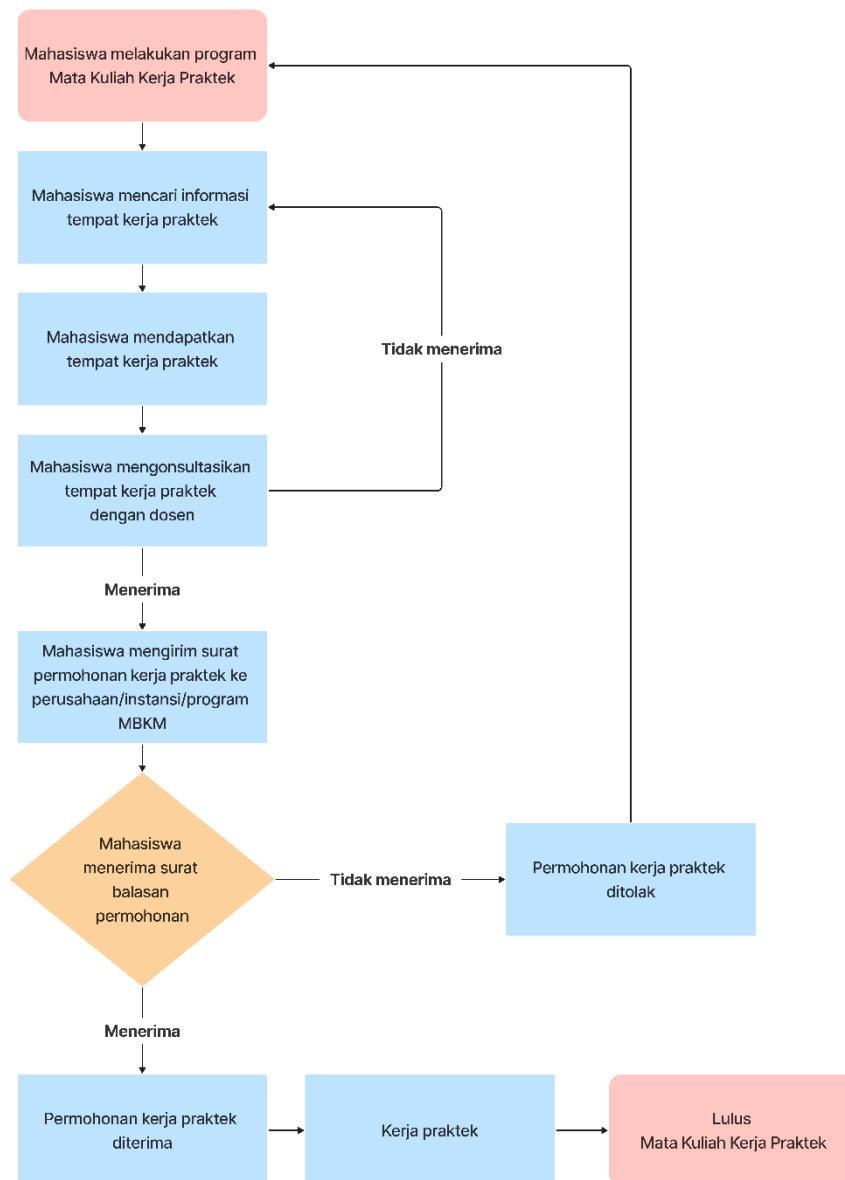 Mahasiswa melakukan program
Mata Kuliah Kerja Praktek
Mahasiswa mencari informasi
tempat kerja praktek
Mahasiswa mendapatkan
tempat kerja praktek
Tidak menerima
Mahasiswa mengonsultasikan
tempat kerja praktek
dengan dosen
Menerima
Mahasiswa mengirim surat
permohonan kerja praktek ke
perusahaan/instansi/program
MBKM
Mahasiswa
menerima surat
balasan
permohonan
Tidak menerima
Permohonan kerja praktek
ditolak
Menerima
Permohonan kerja praktek
diterima
Kerja praktek
Lulus
Mata Kuliah Kerja Praktek